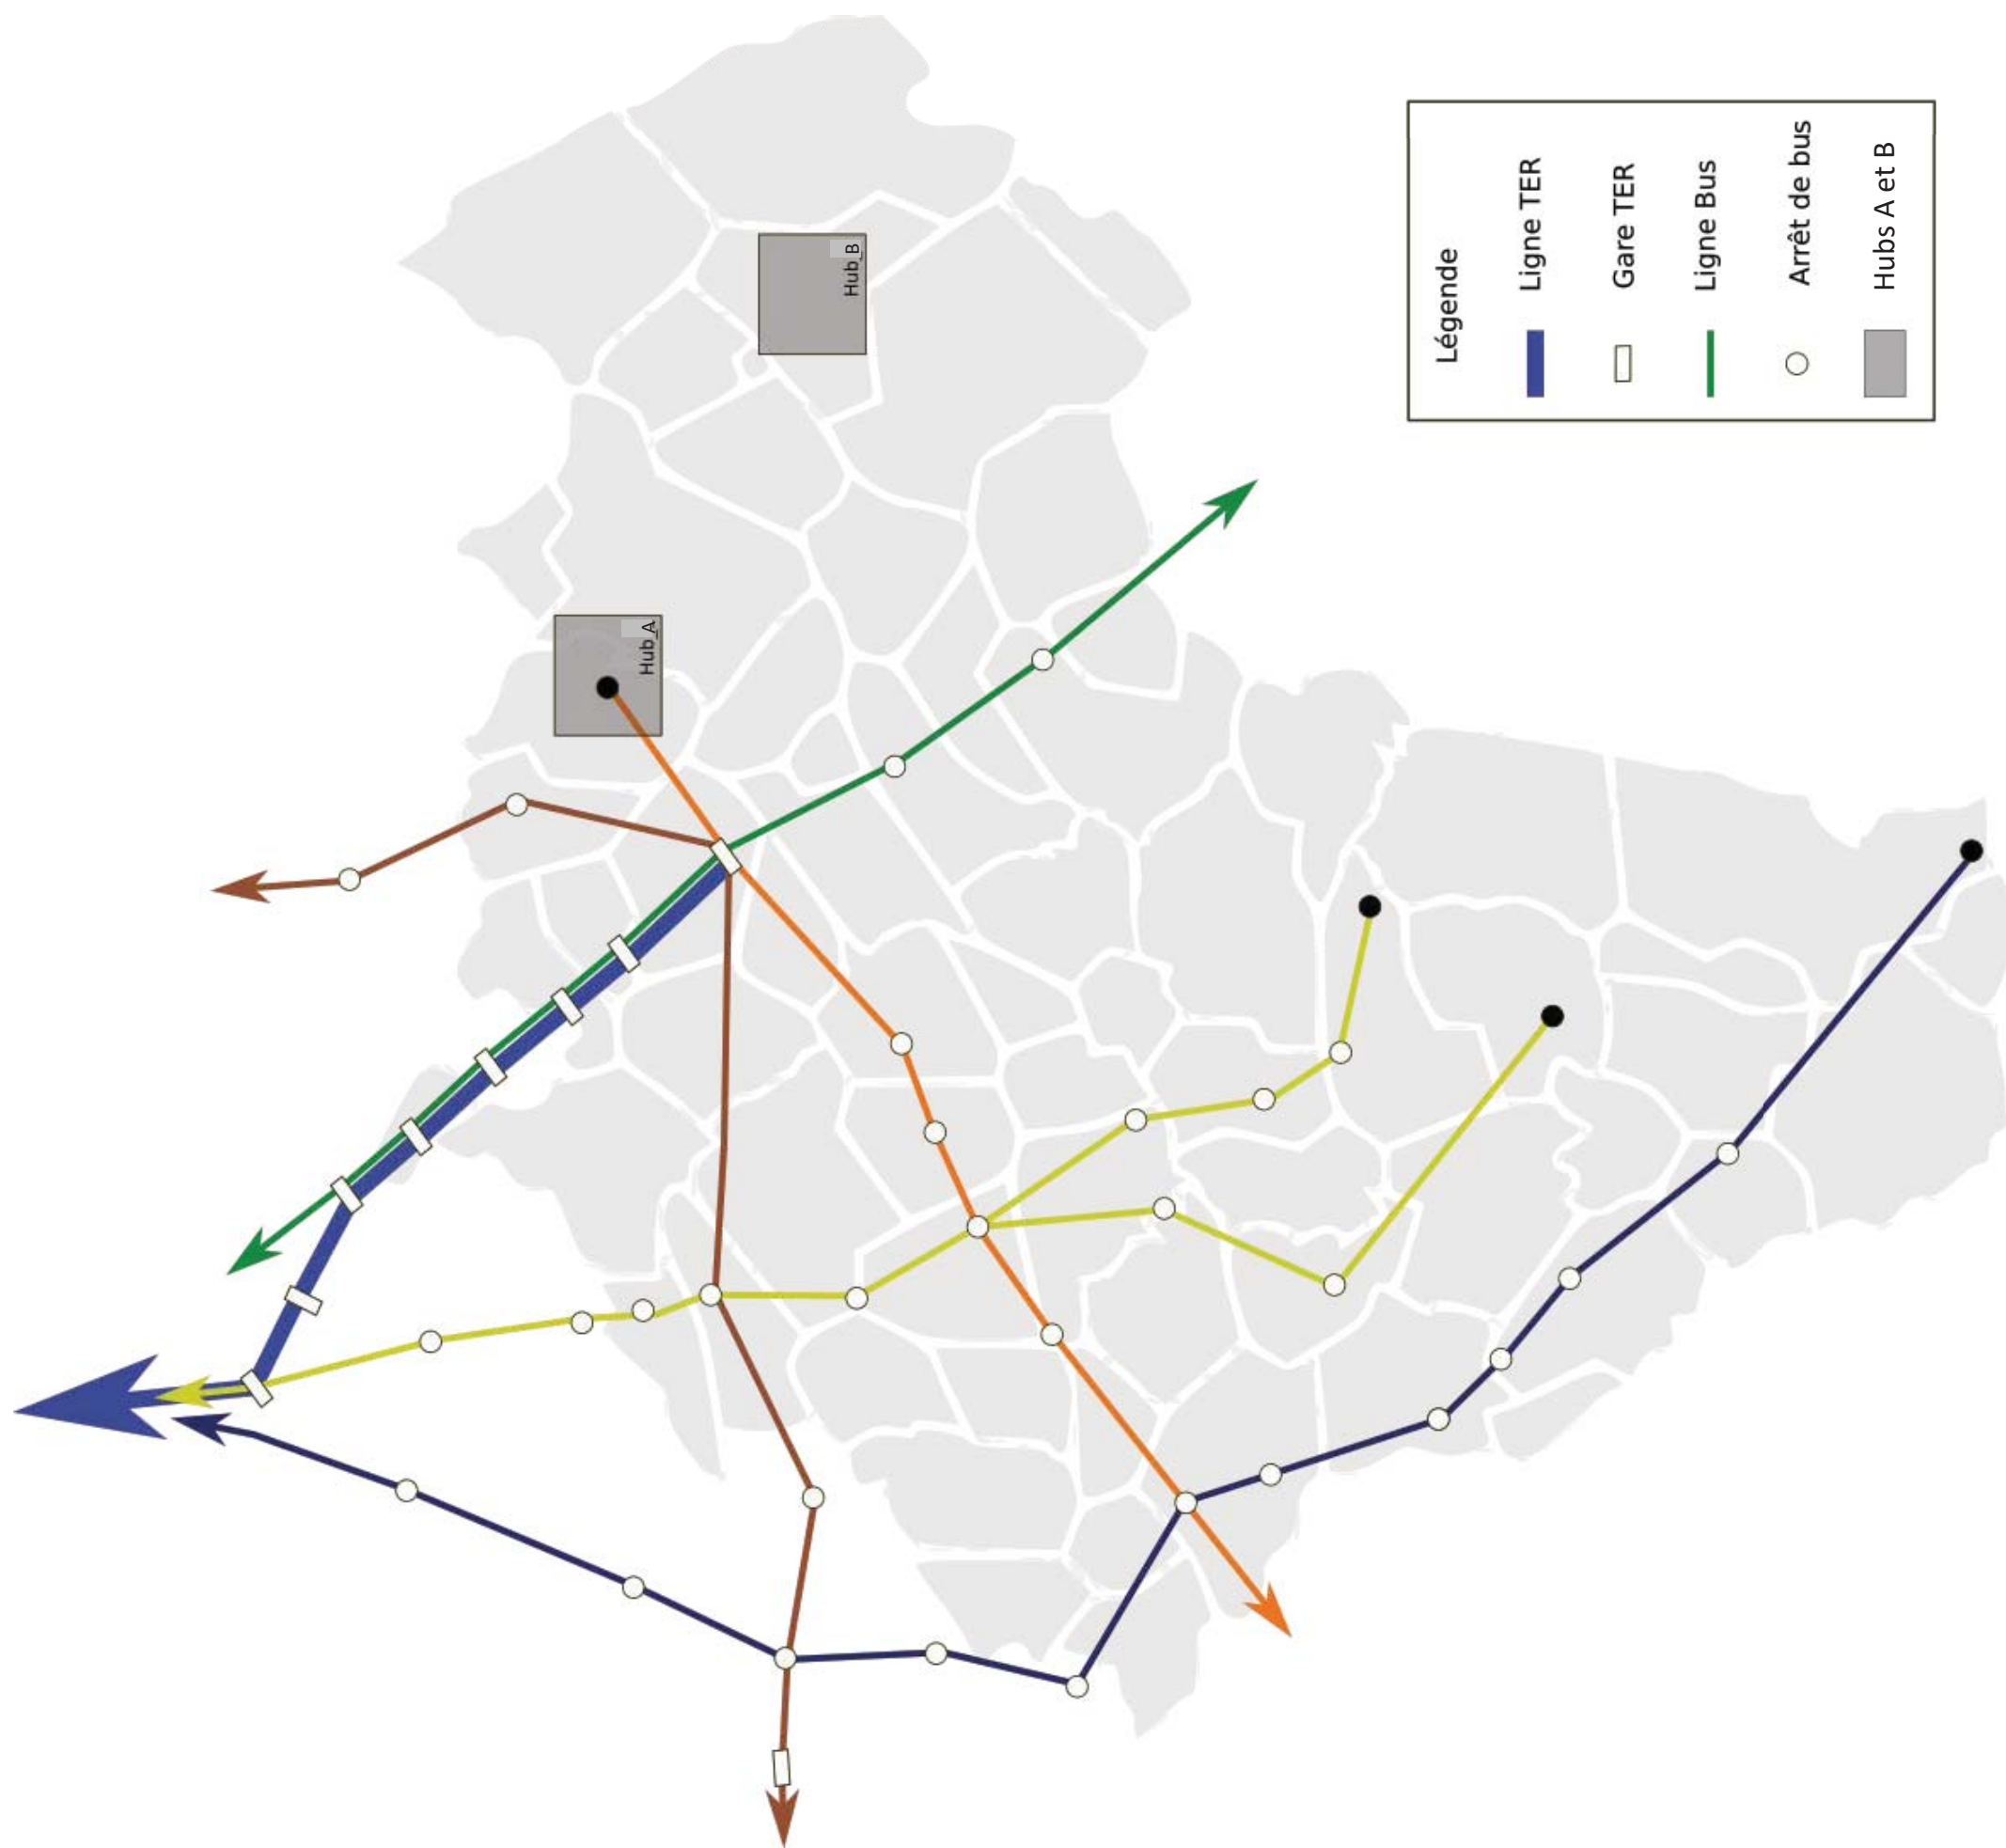 Hub_A
Hub_B
Légende
Ligne TER
Gare TER
Ligne Bus
Arrêt de bus
Hubs A et B